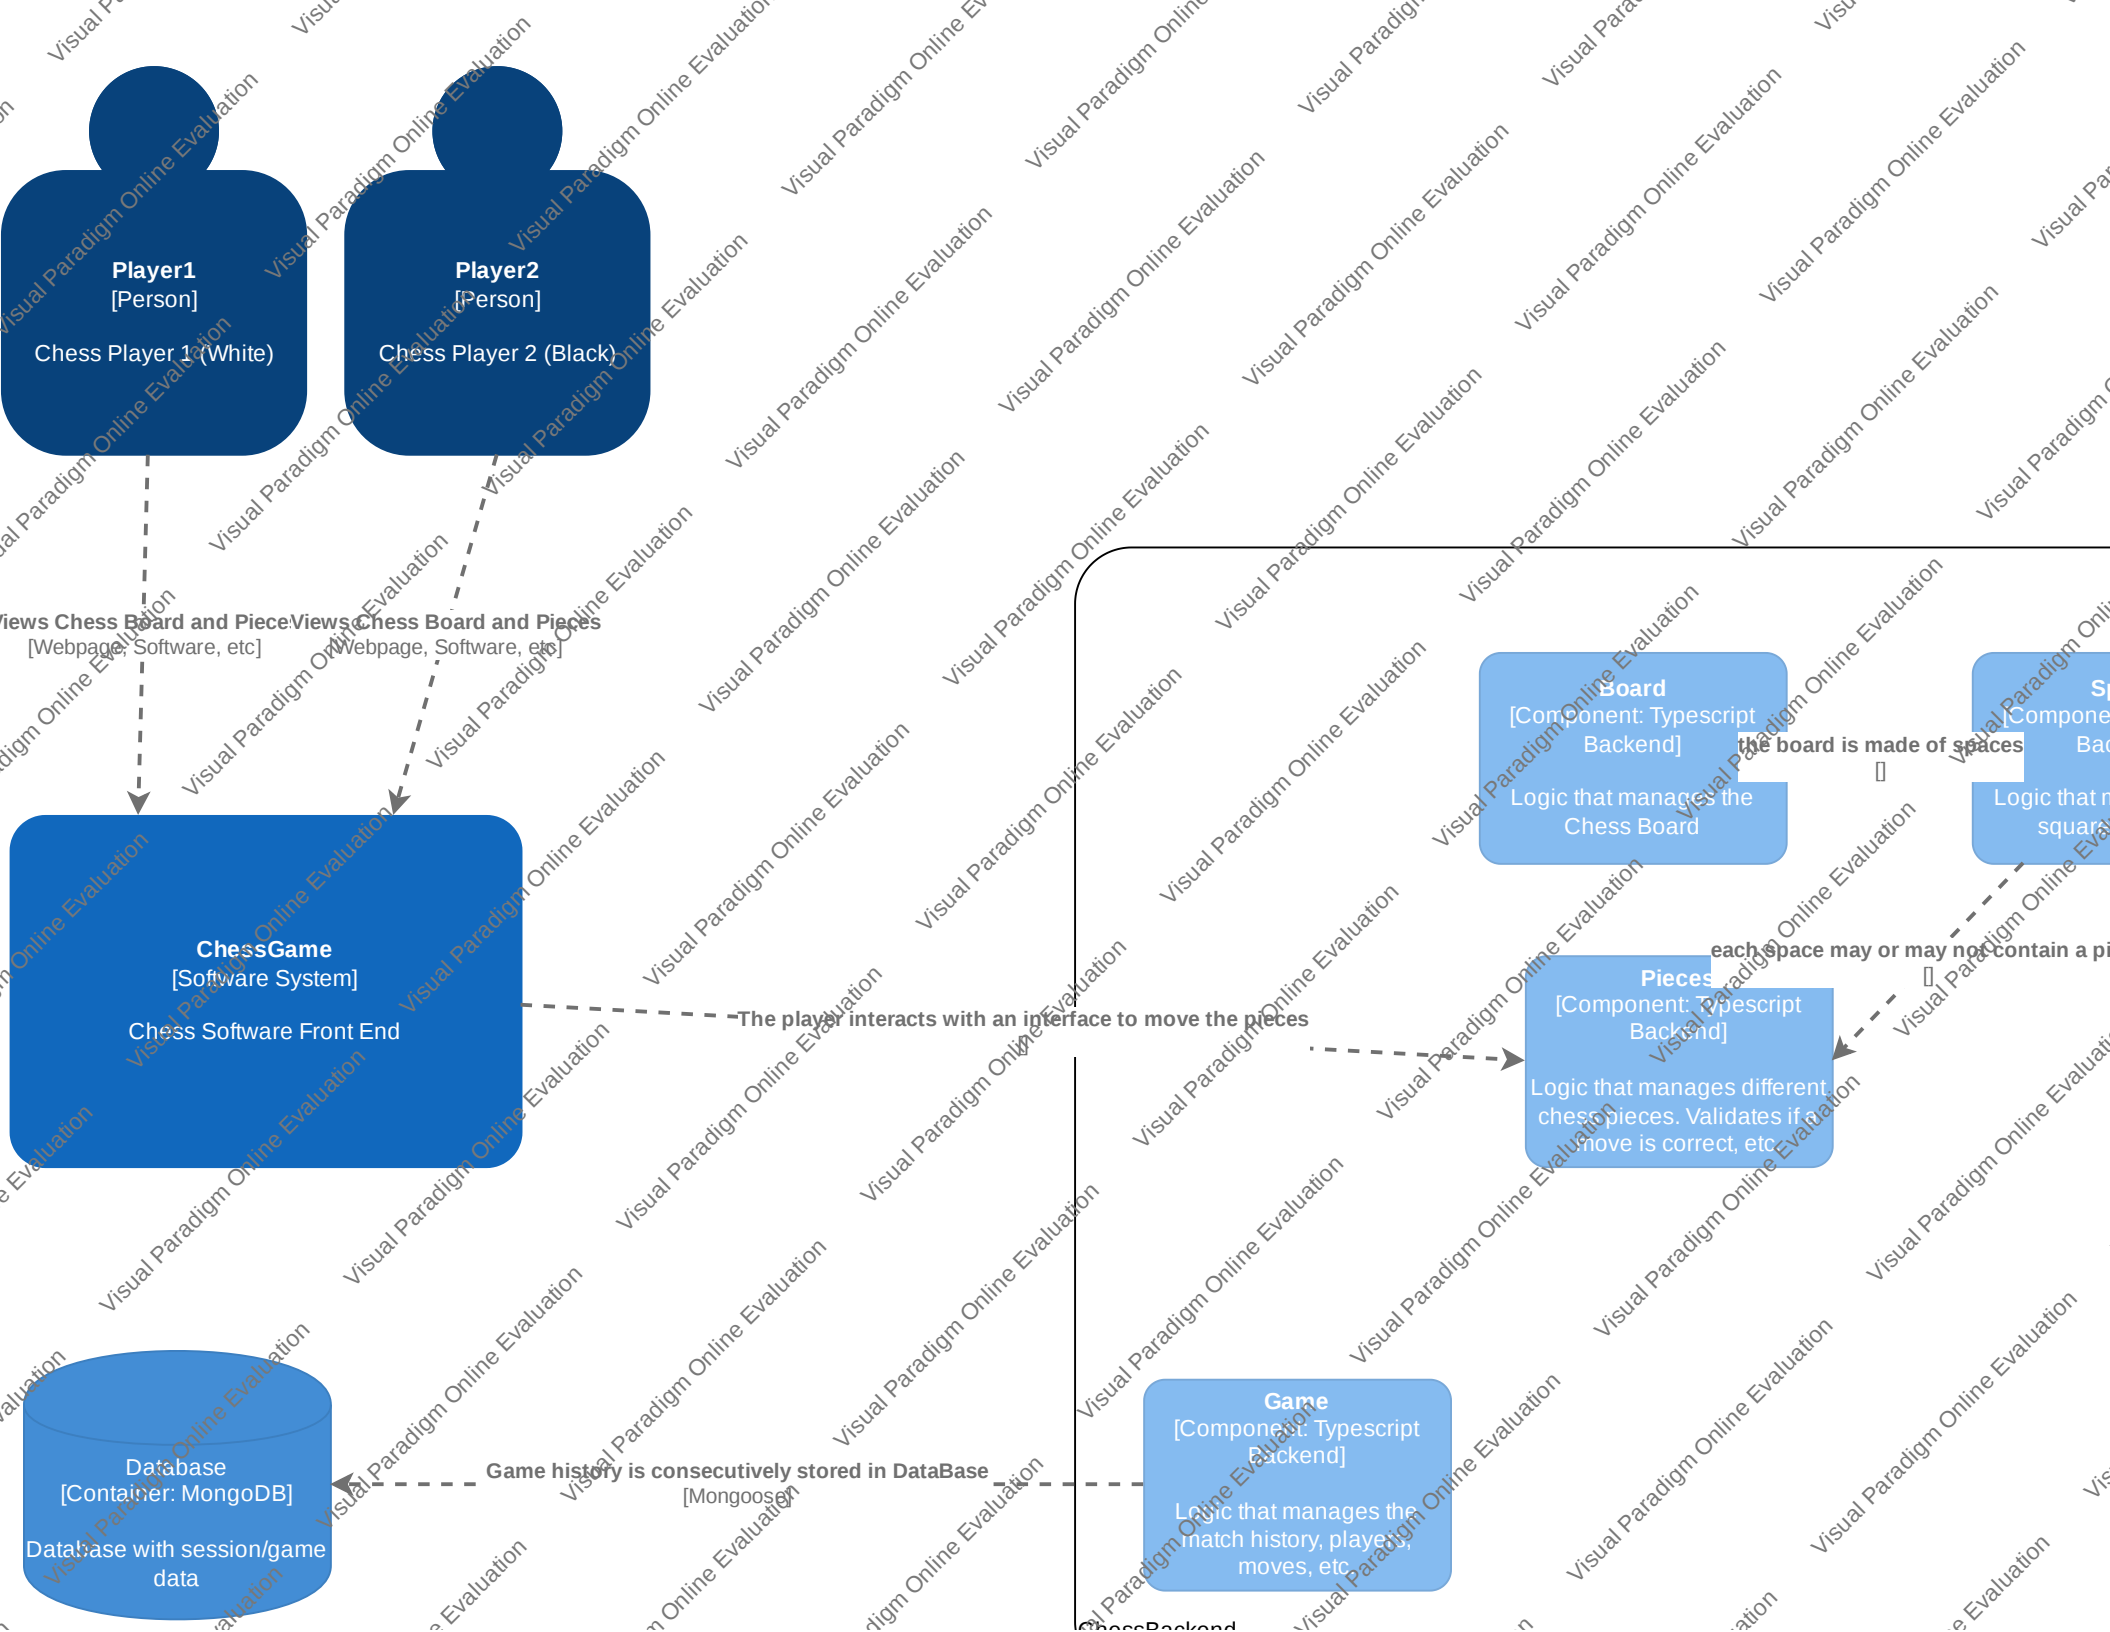 Player1
[Person]
Chess Player 1 (White)
Player2
[Person]
Chess Player 2 (Black)
Views Chess Board and Piece
[Webpage, Software, etc]
Views Chess Board and Pieces
[Webpage, Software, etc]
Board
[Component: Typescript
Backend]
Logic that manages the
Chess Board
the board is made of spaces
[]
Logic that
each space may or may not contain a
[]
ChessGame
[Software System]
Chess Software Front End
The player interacts with an interface to move the pieces
[]
Pieces
[Component: Typescript
Backend]
Logic that manages different
chess pieces. Validates if a
move is correct, etc
Database
[Container: MongoDB]
Database with session/game
data
Game history is consecutively stored in DataBase
[Mongoose]
Game
[Component: Typescript
Backend]
Logic that manages the
match history, players,
moves, etc.
ChessBackend
Visual Paradigm Online Evaluation